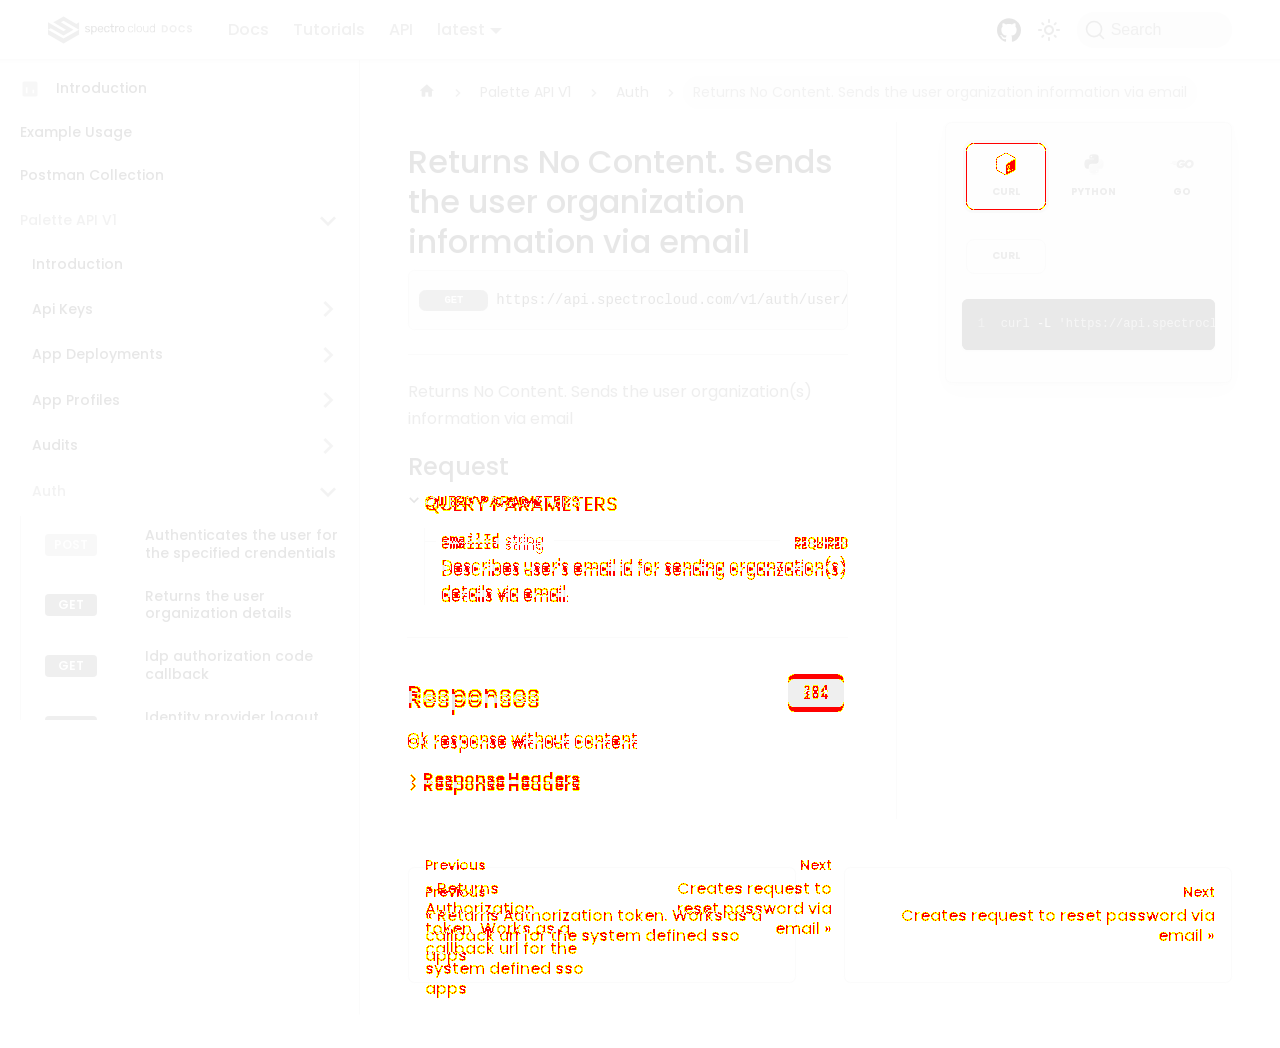 spectro cloud DOCS Docs Tutorials API latest Search
Introduction
Example Usage
Postman Collection
Palette API V1
Introduction
Api Keys
App Deployments
App Profiles
Audits
Auth
POST Authenticates the user for
the specified crendentials
GET Returns the user
organization details
GET Idp authorization code
callback
Identity provider logout
Palette API V1 › Auth › Returns No Content. Sends the user organization information via email
Returns No Content. Sends
the user organization
information via email
GET https://api.spectrocloud.com/v1/auth/user/
Returns No Content. Sends the user organization(s)
information via email
Request
QUERY PARAMETERS
emailId string REQUIRED
Describes user's email id for sending organization(s)
details via email.
Responses
204
Ok response without content
Response Headers
Previous Next
« Returns
Authorization
token. Works as a
callback url for the
system defined sso
apps
Creates request to
reset password via
email »
Previous
« Returns Authorization token. Works as a
callback url for the system defined sso
apps
Next
Creates request to reset password via
email »
CURL PYTHON GO
CURL
1 curl -L 'https://api.spectrocl